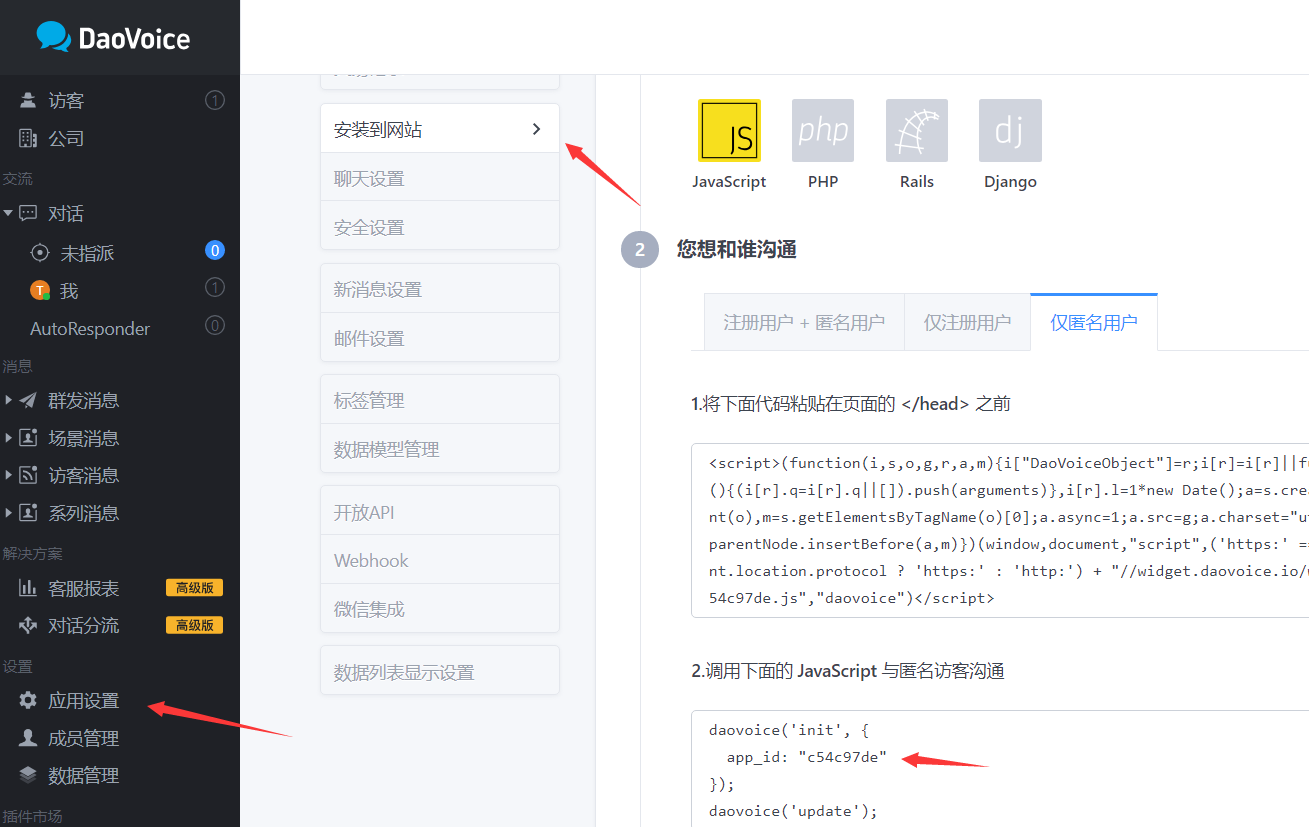 DaoVoice
访客
1
公司
交流
对话
未指派
0
T
我
1
AutoResponder
0
消息
群发消息
场景消息
访客消息
系列消息
解决方案
客服报表
高级版
对话分流
高级版
设置
应用设置
成员管理
数据管理
插件市场
安装到网站
聊天设置
安全设置
新消息设置
邮件设置
标签管理
数据模型管理
开放API
Webhook
微信集成
数据列表显示设置
JS
php
dj
JavaScript
PHP
Rails
Django
2
您想和谁沟通
注册用户 + 匿名用户
仅注册用户
仅匿名用户
1.将下面代码粘贴在页面的 </head> 之前
<script>(function(i,s,o,g,r,a,m){i["DaoVoiceObject"]=r;i[r]=i[r]||fu
(){(i[r].q=i[r].q||[]).push(arguments)},i[r].l=1*new Date();a=s.crea
nt(o),m=s.getElementsByTagName(o)[0];a.async=1;a.src=g;a.charset="ut
parentNode.insertBefore(a,m)})(window,document,"script",('https:' ==
nt.location.protocol ? 'https:' : 'http:') + "//widget.daovoice.io/w
54c97de.js","daovoice")</script>
2.调用下面的 JavaScript 与匿名访客沟通
daovoice('init', {
app_id: "c54c97de"
});
daovoice('update');